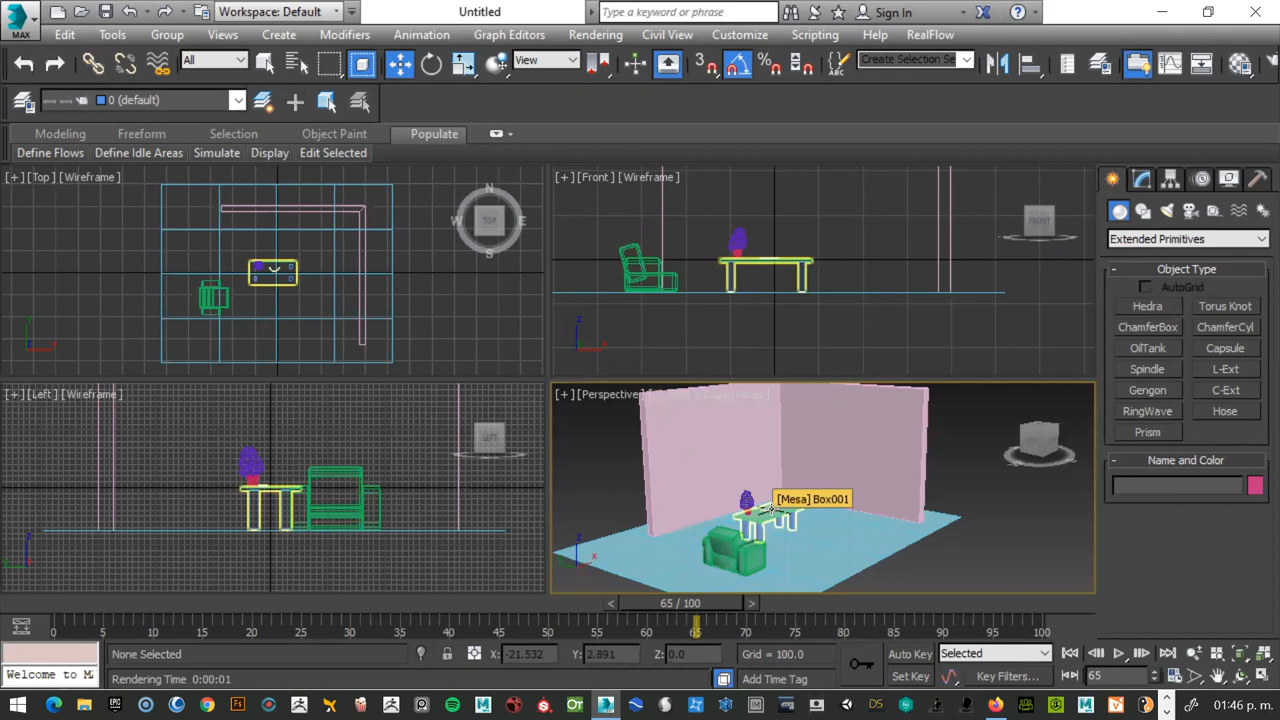 MAX
Workspace: Default
Untitled
Type a keyword or phrase
Sign In
Edit Tools Group Views Create Modifiers Animation Graph Editors Rendering Civil View Customize Scripting Help RealFlow
All
View
3
%
ABC
Create Selection Se
0 (default)
Modeling Freeform Selection Object Paint Populate
Define Flows Define Idle Areas Simulate Display Edit Selected
[+] [Top] [Wireframe]
N
W TOP E
S
[+] [Front] [Wireframe]
FRONT
Extended Primitives
- Object Type
AutoGrid
Hedra Torus Knot
ChamferBox ChamferCyl
OilTank Capsule
Spindle L-Ext
Gengon C-Ext
RingWave Hose
Prism
- Name and Color
[+] [Left] [Wireframe]
LEFT
[+] [Perspective]
[Mesa] Box001
z
x
< 65 / 100 >
0 5 10 15 20 25 30 35 40 45 50 55 60 65 70 75 80 85 90 95 100
None Selected
X: -21.532 Y: 2.891 Z: 0.0
Grid = 100.0
Auto Key Selected
Welcome to M
Rendering Time 0:00:01
Add Time Tag
Set Key
Key Filters...
65
01:46 p. m.